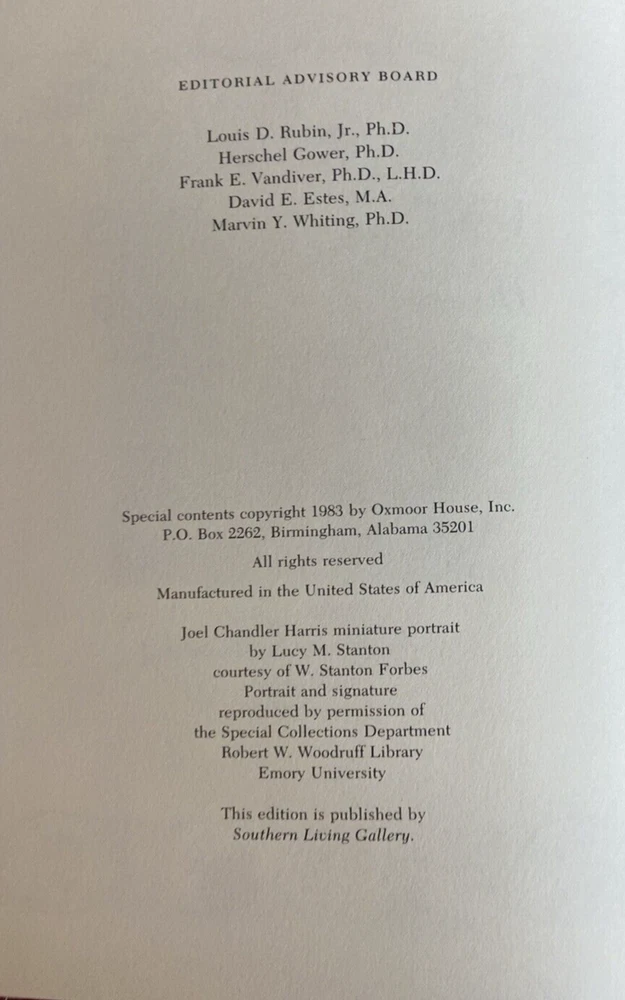 EDITORIAL ADVISORY BOARD
Louis D. Rubin, Jr., Ph.D.
Herschel Gower, Ph.D.
Frank E. Vandiver, Ph.D., L.H.D.
David E. Estes, M.A.
Marvin Y. Whiting, Ph.D.
Special contents copyright 1983 by Oxmoor House, Inc.
P.O. Box 2262, Birmingham, Alabama 35201
All rights reserved
Manufactured in the United States of America
Joel Chandler Harris miniature portrait
by Lucy M. Stanton
courtesy of W. Stanton Forbes
Portrait and signature
reproduced by permission of
the Special Collections Department
Robert W. Woodruff Library
Emory University
This edition is published by
Southern Living Gallery.